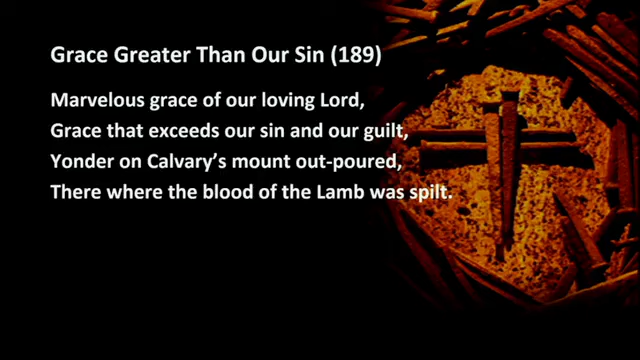 Grace Greater Than Our Sin (189)
Marvelous grace of our loving Lord,
Grace that exceeds our sin and our guilt,
Yonder on Calvary’s mount out-poured,
There where the blood of the Lamb was spilt.